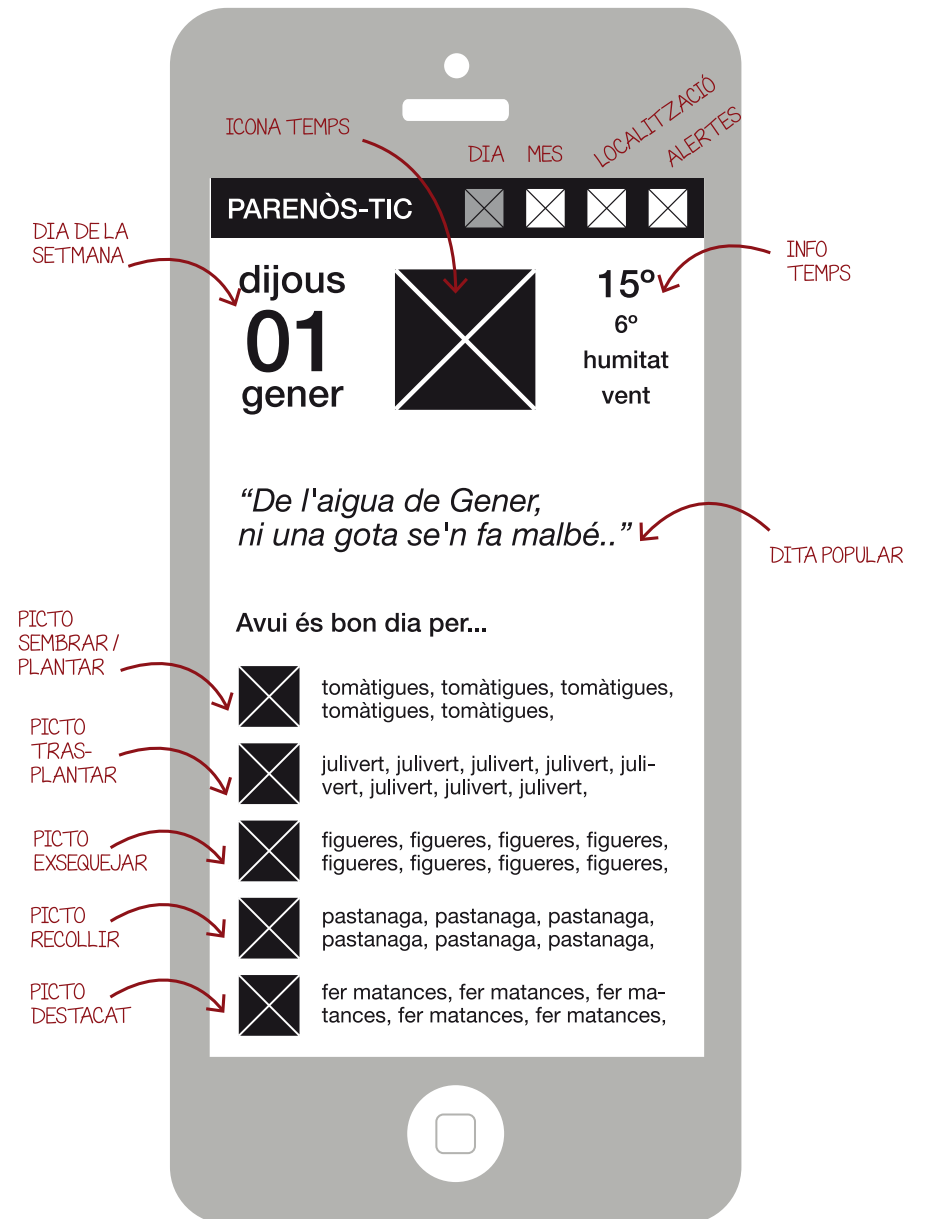 ICONA TEMPS
DIA
MES
LOCALITZACIÓ
ALERTES
PARENÒS-TIC
DIA DE LA
SETMANA
dijous
01
gener
15º
6º
humitat
vent
INFO
TEMPS
“De l'aigua de Gener,
ni una gota se'n fa malbé..”
DITA POPULAR
Avui és bon dia per...
PICTO
SEMBRAR /
PLANTAR
tomàtigues, tomàtigues, tomàtigues,
tomàtigues, tomàtigues,
PICTO
TRAS-
PLANTAR
julivert, julivert, julivert, julivert, juli-
vert, julivert, julivert, julivert,
PICTO
EXSEQUEJAR
figueres, figueres, figueres, figueres,
figueres, figueres, figueres, figueres,
PICTO
RECOLLIR
pastanaga, pastanaga, pastanaga,
pastanaga, pastanaga, pastanaga,
PICTO
DESTACAT
fer matances, fer matances, fer ma-
tances, fer matances, fer matances,